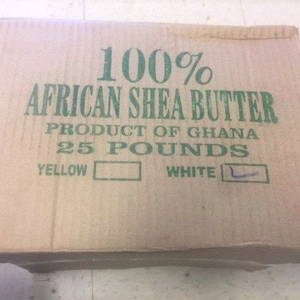 100%
AFRICAN SHEA BUTTER
PRODUCT OF GHANA
25 POUNDS
YELLOW WHITE